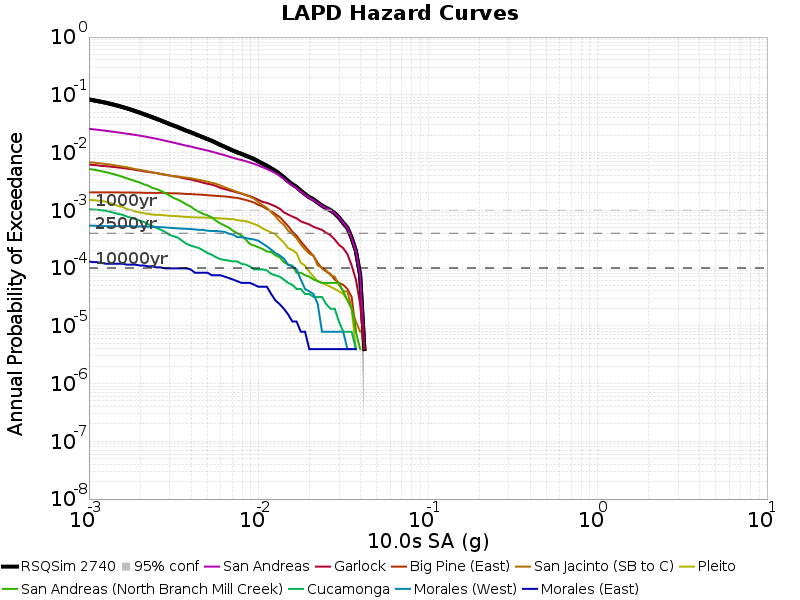 LAPD Hazard Curves
Annual Probability of Exceedance
10^0
10^-1
10^-2
10^-3
10^-4
10^-5
10^-6
10^-7
10^-8
1000yr
2500yr
10000yr
10^-3 10^-2 10^-1 10^0 10^1
10.0s SA (g)
RSQSim 2740 95% conf San Andreas Garlock Big Pine (East) San Jacinto (SB to C) Pleito
San Andreas (North Branch Mill Creek) Cucamonga Morales (West) Morales (East)